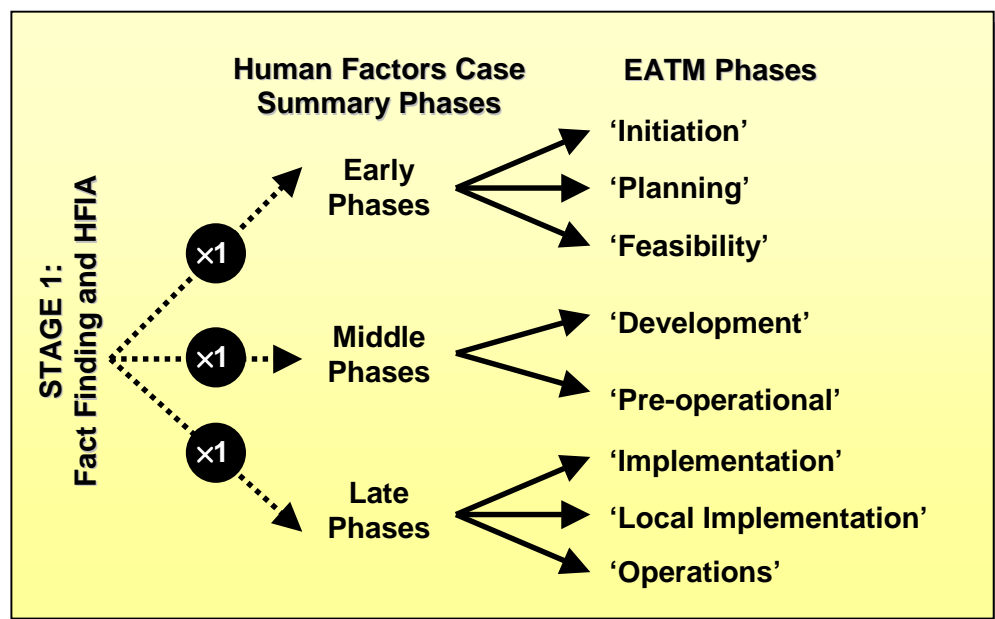 STAGE 1:
Fact Finding and HFIA
Human Factors Case
Summary Phases
EATM Phases
×1
Early
Phases
‘Initiation’
‘Planning’
‘Feasibility’
×1
Middle
Phases
‘Development’
‘Pre-operational’
×1
Late
Phases
‘Implementation’
‘Local Implementation’
‘Operations’